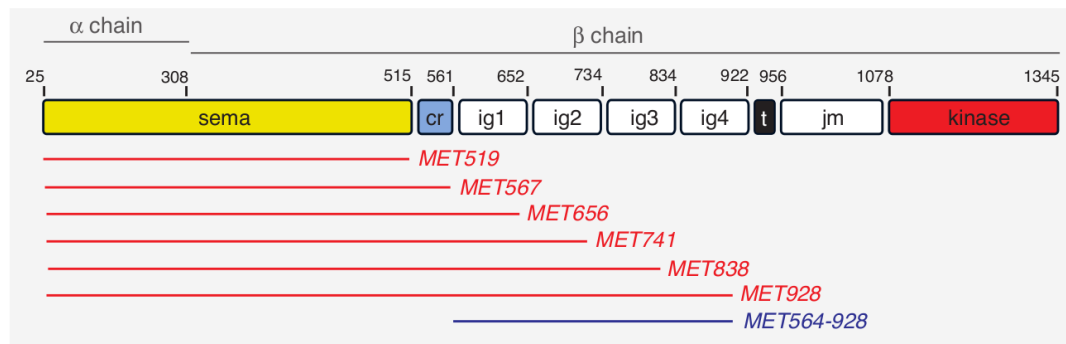 α chain
β chain
25 308 515 561 652 734 834 922 956 1078 1345
sema cr ig1 ig2 ig3 ig4 t jm kinase
MET519
MET567
MET656
MET741
MET838
MET928
MET564-928